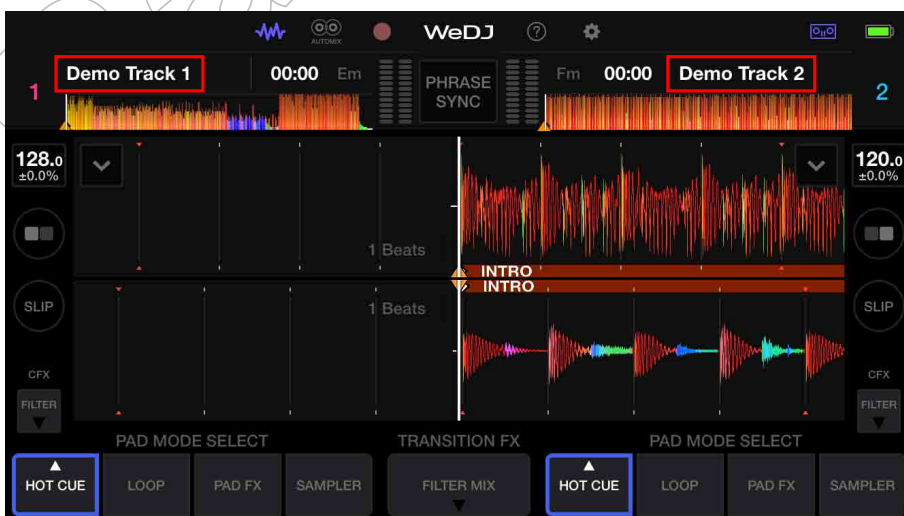 AUTOMIX
WeDJ
?
1
Demo Track 1
00:00
Em
PHRASE
SYNC
Fm
00:00
Demo Track 2
2
128.0
±0.0%
120.0
±0.0%
1 Beats
INTRO
INTRO
1 Beats
SLIP
SLIP
CFX
CFX
FILTER
FILTER
PAD MODE SELECT
TRANSITION FX
PAD MODE SELECT
HOT CUE
LOOP
PAD FX
SAMPLER
FILTER MIX
HOT CUE
LOOP
PAD FX
SAMPLER